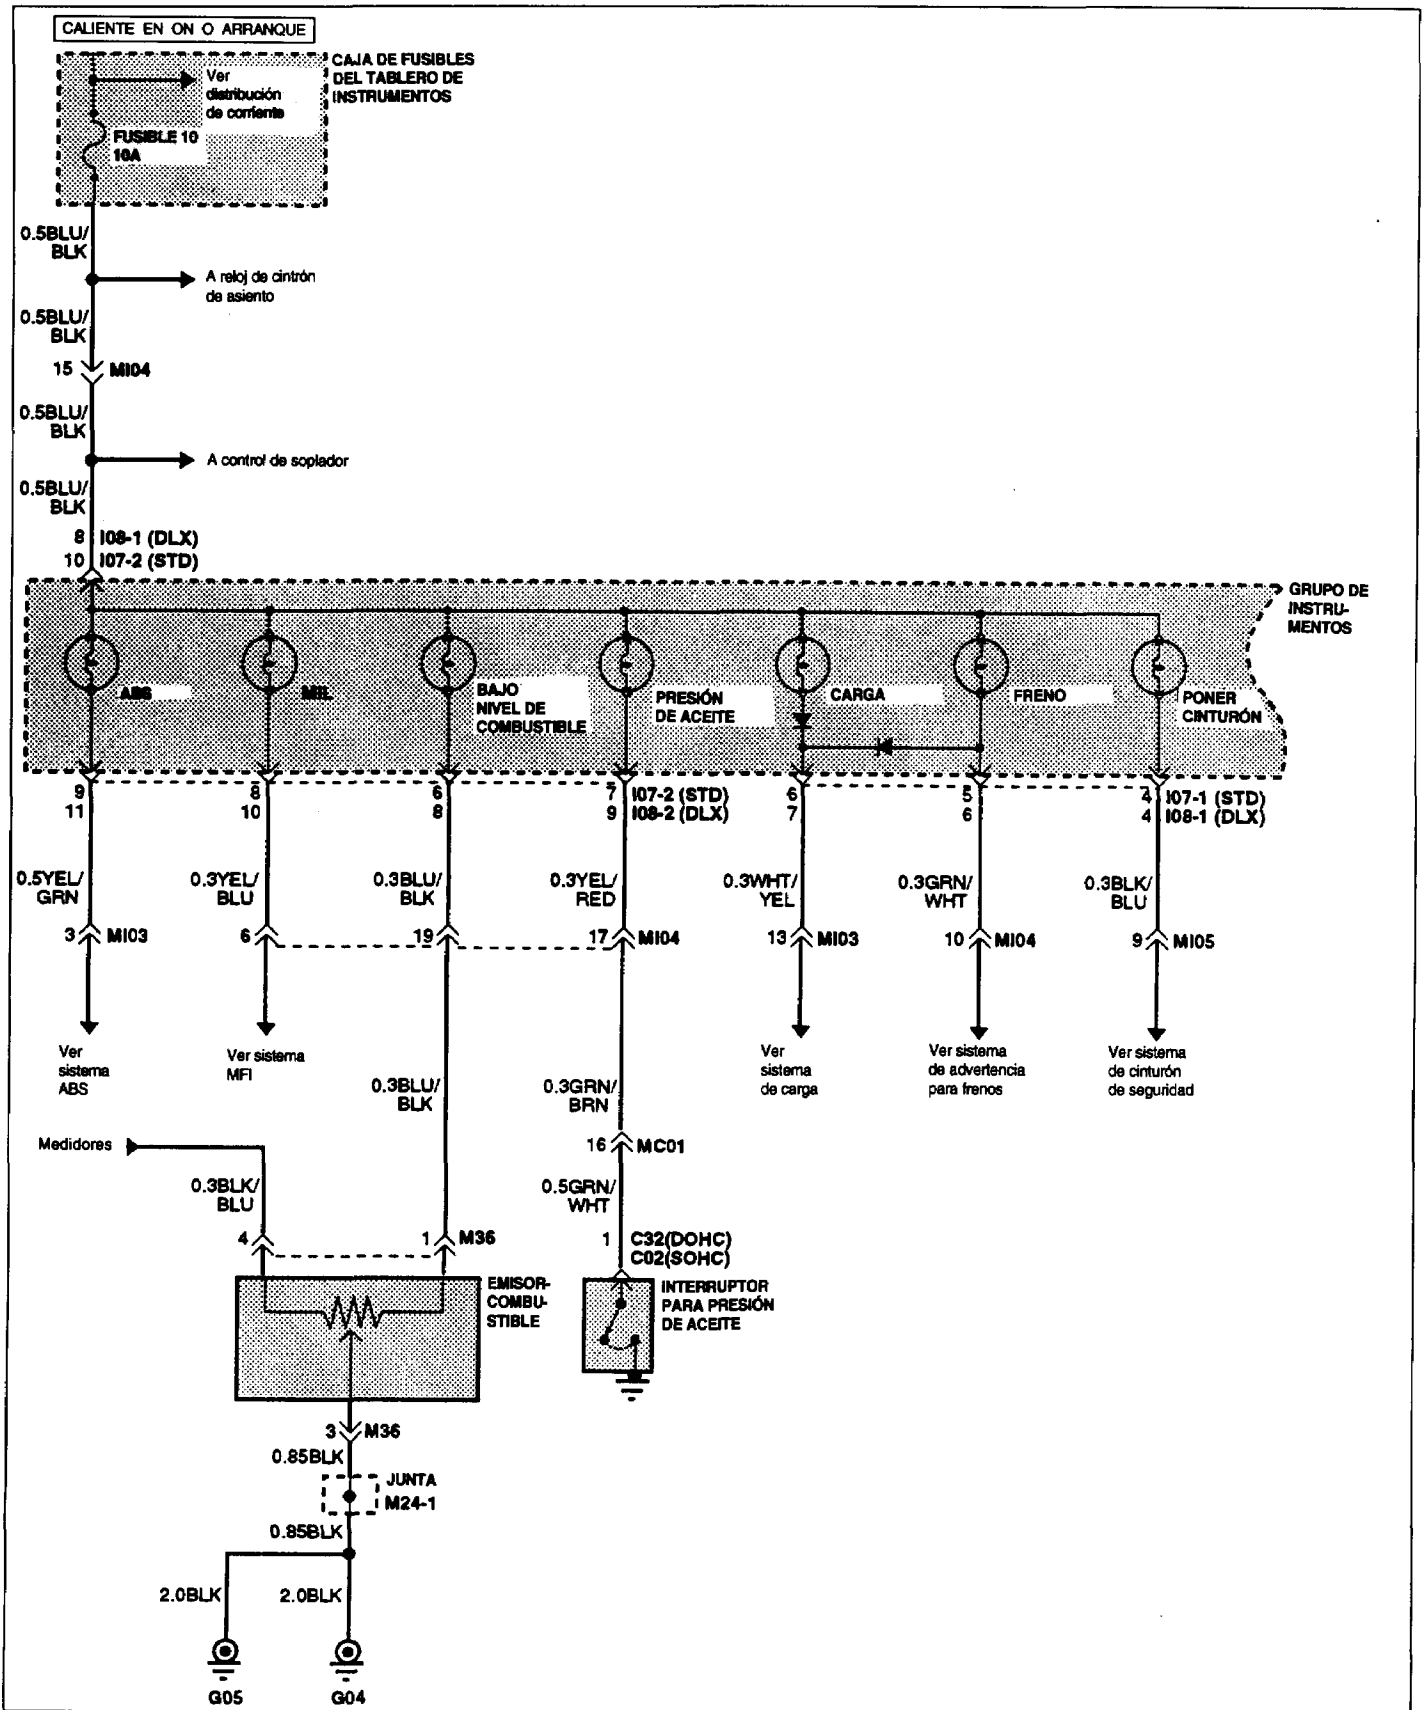 CALIENTE EN ON O ARRANQUE
CAJA DE FUSIBLES
DEL TABLERO DE
INSTRUMENTOS
Ver
distribución
de corriente
FUSIBLE 10
10A
0.5BLU/
BLK
A reloj de cintrón
de asiento
0.5BLU/
BLK
15 MI04
0.5BLU/
BLK
A control de soplador
0.5BLU/
BLK
8 I08-1 (DLX)
10 I07-2 (STD)
GRUPO DE
INSTRU-
MENTOS
ABS
MIL
BAJO
NIVEL DE
COMBUSTIBLE
PRESIÓN
DE ACEITE
CARGA
FRENO
PONER
CINTURÓN
9 8 6 7 I07-2 (STD) 6 5 4 I07-1 (STD)
11 10 8 9 I08-2 (DLX) 7 6 4 I08-1 (DLX)
0.5YEL/
GRN
0.3YEL/
BLU
0.3BLU/
BLK
0.3YEL/
RED
0.3WHT/
YEL
0.3GRN/
WHT
0.3BLK/
BLU
3 MI03 6 19 17 MI04 13 MI03 10 MI04 9 MI05
Ver
sistema
ABS
Ver sistema
MFI
Ver
sistema
de carga
Ver sistema
de advertencia
para frenos
Ver sistema
de cinturón
de seguridad
0.3BLU/
BLK
0.3GRN/
BRN
Medidores
16 MC01
0.3BLK/
BLU
0.5GRN/
WHT
4 1 M36
1 C32(DOHC)
C02(SOHC)
EMISOR-
COMBU-
STIBLE
INTERRUPTOR
PARA PRESIÓN
DE ACEITE
3 M36
0.85BLK
JUNTA
M24-1
0.85BLK
2.0BLK 2.0BLK
G05 G04